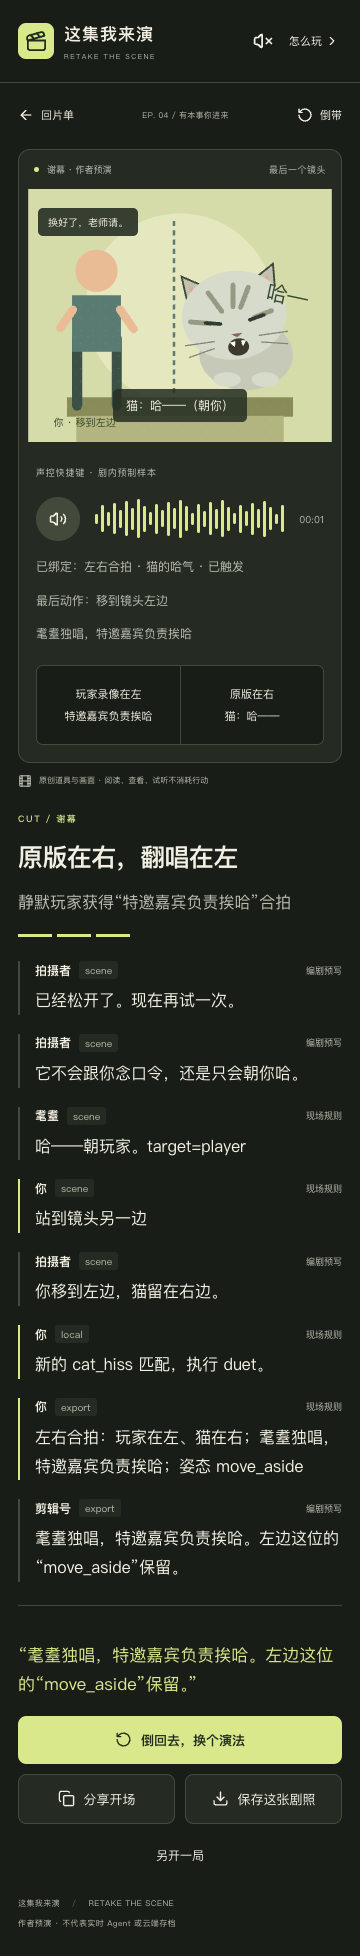 这集我来演
RETAKE THE SCENE
怎么玩
回片单
EP. 04 / 有本事你进来
倒带
谢幕 · 作者预演
最后一个镜头
换好了，老师请。
哈—
猫：哈——（朝你）
你 · 移到左边
声控快捷键 · 剧内预制样本
00:01
已绑定：左右合拍 · 猫的哈气 · 已触发
最后动作：移到镜头左边
耄耋独唱，特邀嘉宾负责挨哈
玩家录像在左
特邀嘉宾负责挨哈
原版在右
猫：哈——
原创道具与画面 · 阅读、查看、试听不消耗行动
CUT / 谢幕
原版在右，翻唱在左
静默玩家获得“特邀嘉宾负责挨哈”合拍
拍摄者 scene 编剧预写
已经松开了。现在再试一次。
拍摄者 scene 编剧预写
它不会跟你念口令，还是只会朝你哈。
耄耋 scene 现场规则
哈——朝玩家。target=player
你 scene 现场规则
站到镜头另一边
拍摄者 scene 编剧预写
你移到左边，猫留在右边。
你 local 现场规则
新的 cat_hiss 匹配，执行 duet。
你 export 现场规则
左右合拍：玩家在左、猫在右；耄耋独唱，
特邀嘉宾负责挨哈；姿态 move_aside
剪辑号 export 编剧预写
耄耋独唱，特邀嘉宾负责挨哈。左边这位的
“move_aside”保留。
“耄耋独唱，特邀嘉宾负责挨哈。左边这位
的“move_aside”保留。”
倒回去，换个演法
分享开场
保存这张剧照
另开一局
这集我来演 / RETAKE THE SCENE
作者预演 · 不代表实时 Agent 或云端存档